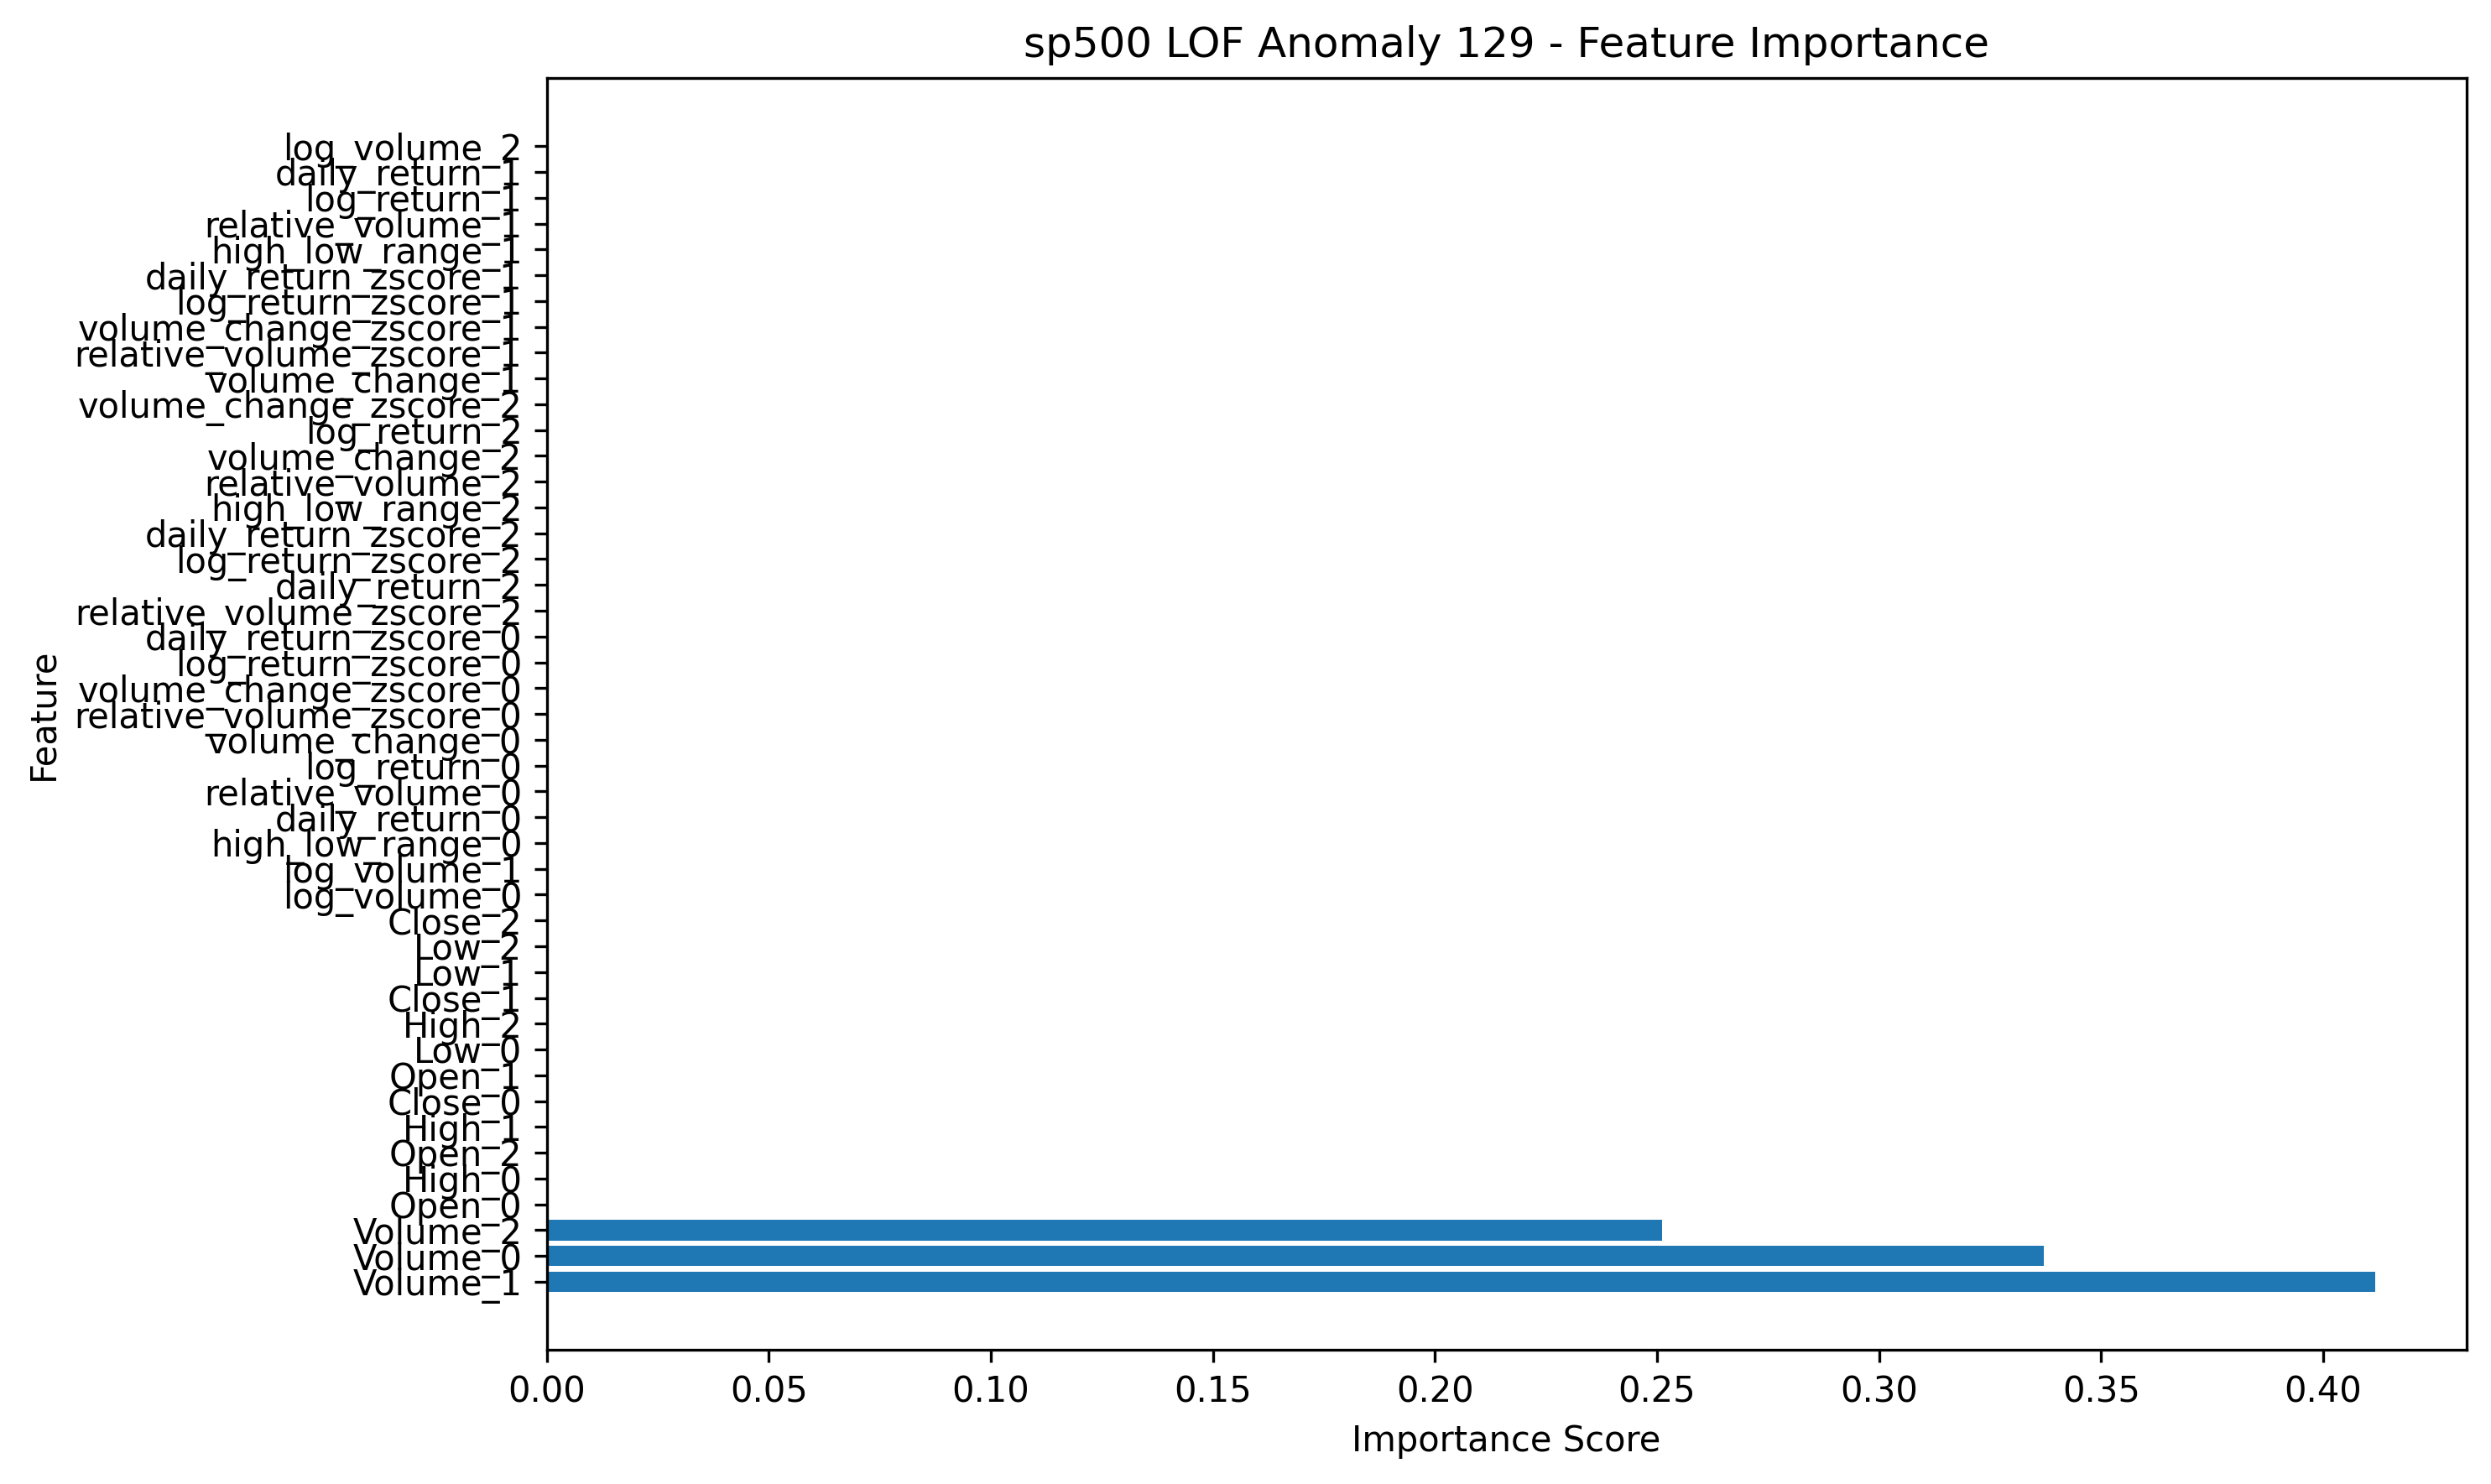 sp500 LOF Anomaly 129 - Feature Importance
Feature
log_volume_2
daily_return_1
log_return_1
relative_volume_1
high_low_range_1
daily_return_zscore_1
log_return_zscore_1
volume_change_zscore_1
relative_volume_zscore_1
volume_change_1
volume_change_zscore_2
log_return_2
volume_change_2
relative_volume_2
high_low_range_2
daily_return_zscore_2
log_return_zscore_2
daily_return_2
relative_volume_zscore_2
daily_return_zscore_0
log_return_zscore_0
volume_change_zscore_0
relative_volume_zscore_0
volume_change_0
log_return_0
relative_volume_0
daily_return_0
high_low_range_0
log_volume_1
log_volume_0
Close_2
Low_2
Low_1
Close_1
High_2
Low_0
Open_1
Close_0
High_1
Open_2
High_0
Open_0
Volume_2
Volume_0
Volume_1
0.00 0.05 0.10 0.15 0.20 0.25 0.30 0.35 0.40
Importance Score